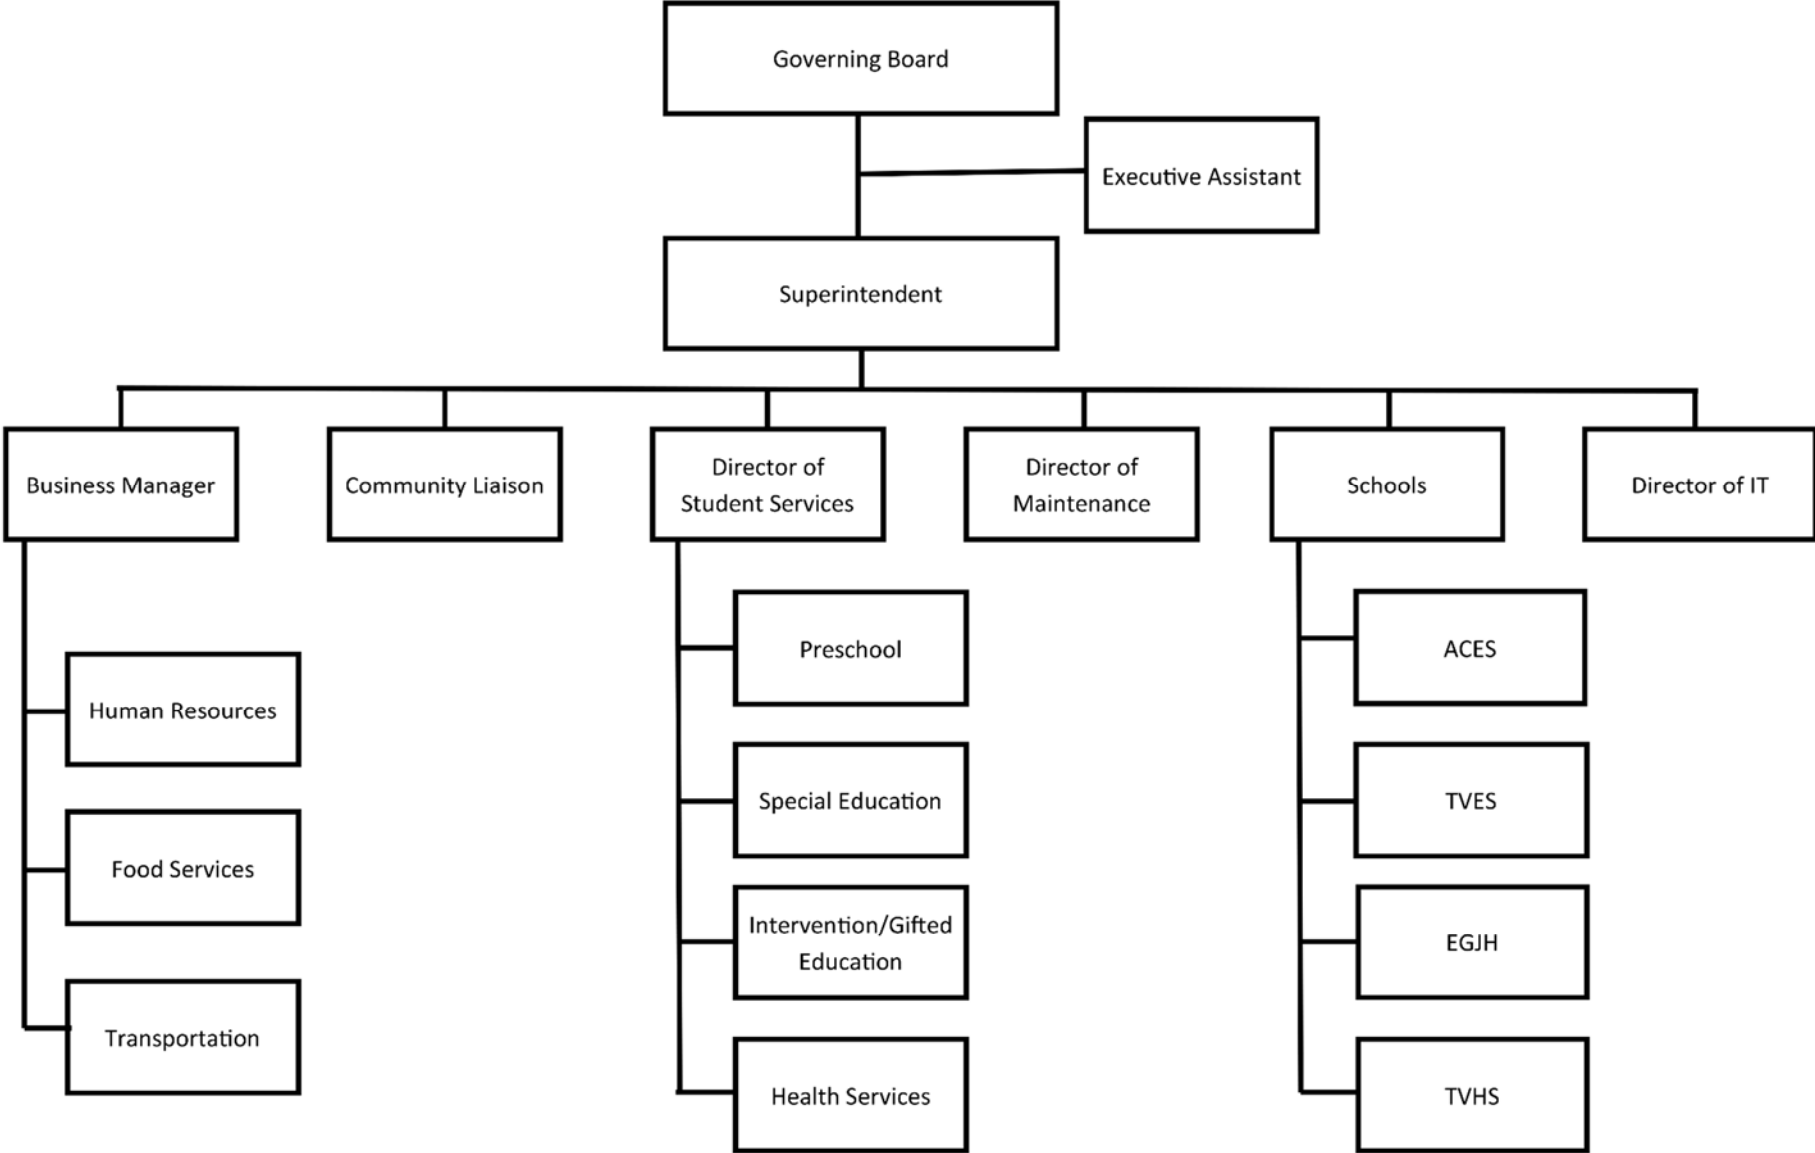 Governing Board
Executive Assistant
Superintendent
Business Manager
Community Liaison
Director of
Student Services
Director of
Maintenance
Schools
Director of IT
Human Resources
Food Services
Transportation
Preschool
Special Education
Intervention/Gifted
Education
Health Services
ACES
TVES
EGJH
TVHS